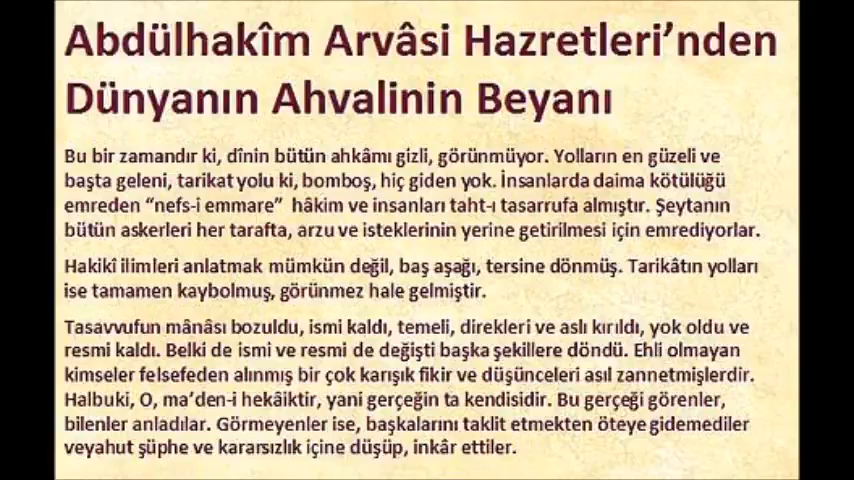 Abdülhakîm Arvâsi Hazretleri’nden
Dünyanın Ahvalinin Beyanı
Bu bir zamandır ki, dînin bütün ahkâmı gizli, görünmüyor. Yolların en güzeli ve
başta geleni, tarikat yolu ki, bomboş, hiç giden yok. İnsanlarda daima kötülüğü
emreden “nefs-i emmare” hâkim ve insanları taht-ı tasarrufa almıştır. Şeytanın
bütün askerleri her tarafta, arzu ve isteklerinin yerine getirilmesi için emrediyorlar.
Hakikî ilimleri anlatmak mümkün değil, baş aşağı, tersine dönmüş. Tarikâtın yolları
ise tamamen kaybolmuş, görünmez hale gelmiştir.
Tasavvufun mânâsı bozuldu, ismi kaldı, temeli, direkleri ve aslı kırıldı, yok oldu ve
resmi kaldı. Belki de ismi ve resmi de değişti başka şekillere döndü. Ehli olmayan
kimseler felsefeden alınmış bir çok karışık fikir ve düşünceleri asıl zannetmişlerdir.
Halbuki, O, ma’den-i hekâiktir, yani gerçeğin ta kendisidir. Bu gerçeği görenler,
bilenler anladılar. Görmeyenler ise, başkalarını taklit etmekten öteye gidemediler
veyahut şüphe ve kararsızlık içine düşüp, inkâr ettiler.